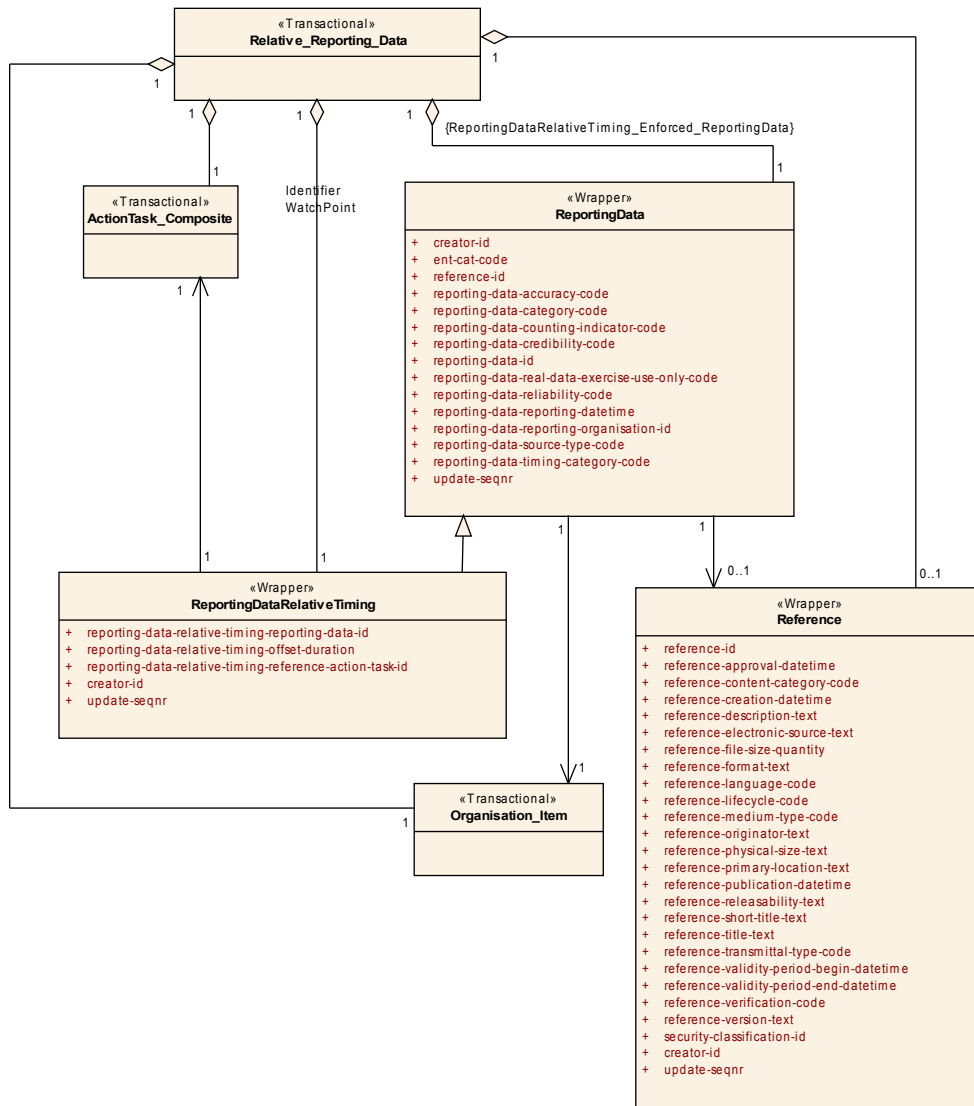 «Transactional»
Relative_Reporting_Data
1
1
1
1
1
{ReportingDataRelativeTiming_Enforced_ReportingData}
1
1
«Transactional»
ActionTask_Composite
Identifier
WatchPoint
1
«Wrapper»
ReportingData
+ creator-id
+ ent-cat-code
+ reference-id
+ reporting-data-accuracy-code
+ reporting-data-category-code
+ reporting-data-counting-indicator-code
+ reporting-data-credibility-code
+ reporting-data-id
+ reporting-data-real-data-exercise-use-only-code
+ reporting-data-reliability-code
+ reporting-data-reporting-datetime
+ reporting-data-reporting-organisation-id
+ reporting-data-source-type-code
+ reporting-data-timing-category-code
+ update-seqnr
1
1
1
1
0..1
0..1
«Wrapper»
ReportingDataRelativeTiming
+ reporting-data-relative-timing-reporting-data-id
+ reporting-data-relative-timing-offset-duration
+ reporting-data-relative-timing-reference-action-task-id
+ creator-id
+ update-seqnr
1
1
«Transactional»
Organisation_Item
«Wrapper»
Reference
+ reference-id
+ reference-approval-datetime
+ reference-content-category-code
+ reference-creation-datetime
+ reference-description-text
+ reference-electronic-source-text
+ reference-file-size-quantity
+ reference-format-text
+ reference-language-code
+ reference-lifecycle-code
+ reference-medium-type-code
+ reference-originator-text
+ reference-physical-size-text
+ reference-primary-location-text
+ reference-publication-datetime
+ reference-releasability-text
+ reference-short-title-text
+ reference-title-text
+ reference-transmittal-type-code
+ reference-validity-period-begin-datetime
+ reference-validity-period-end-datetime
+ reference-verification-code
+ reference-version-text
+ security-classification-id
+ creator-id
+ update-seqnr